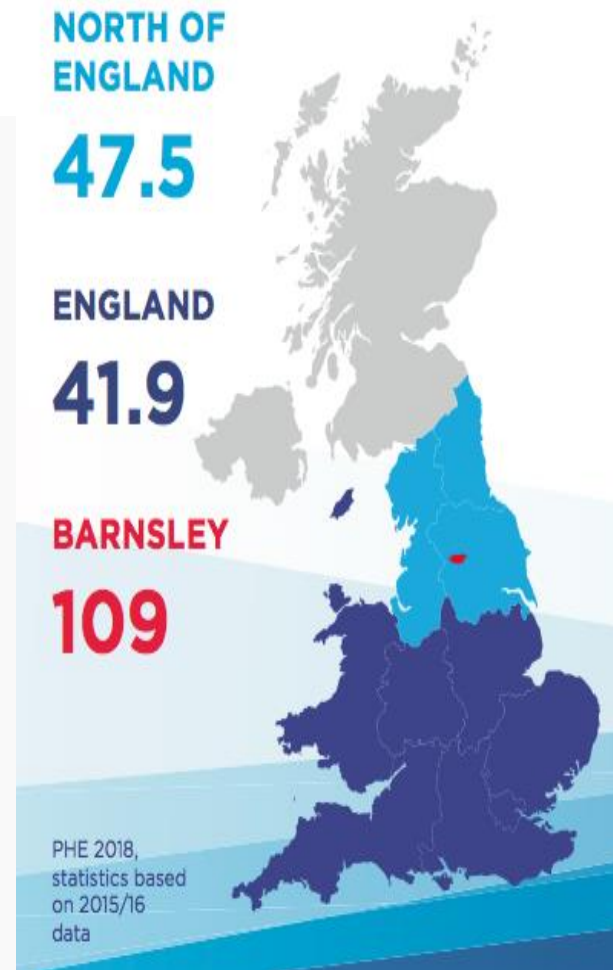 NORTH OF
ENGLAND
47.5
ENGLAND
41.9
BARNSLEY
109
PHE 2018,
statistics based
on 2015/16
data